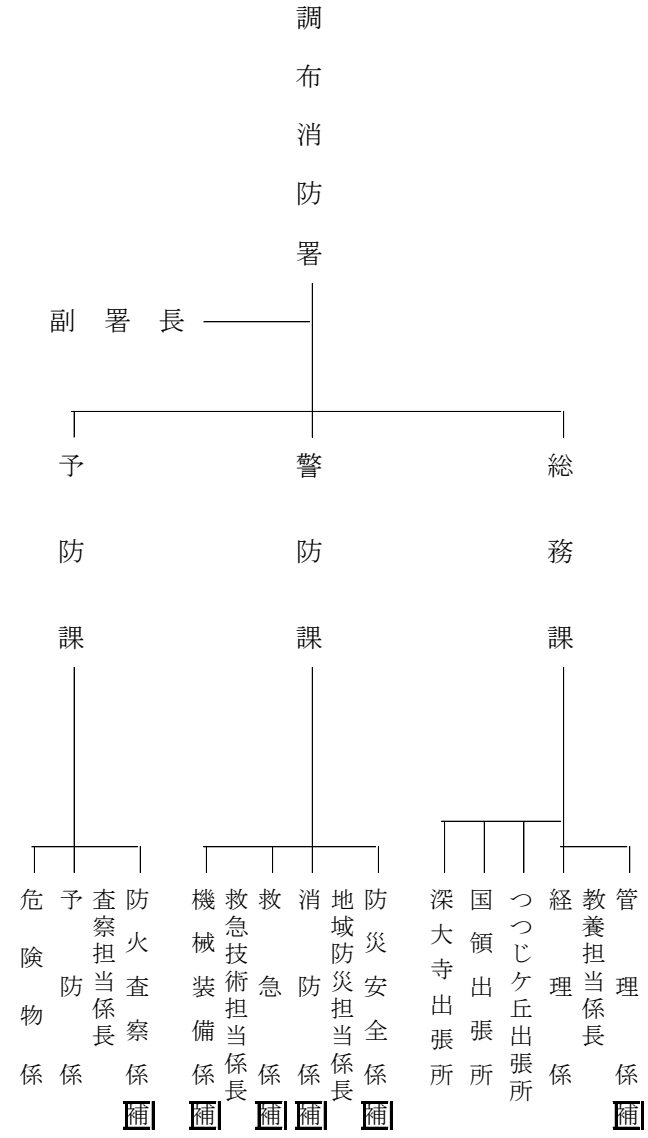 調布消防署
副署長
総務課
警防課
予防課
管理係 補
教養担当係長
経理係
つつじケ丘出張所
国領出張所
深大寺出張所
防災安全係 補
地域防災担当係長
消防係 補
救急係 補
救急技術担当係長
機械装備係 補
防火査察係 補
査察担当係長
予防係
危険物係